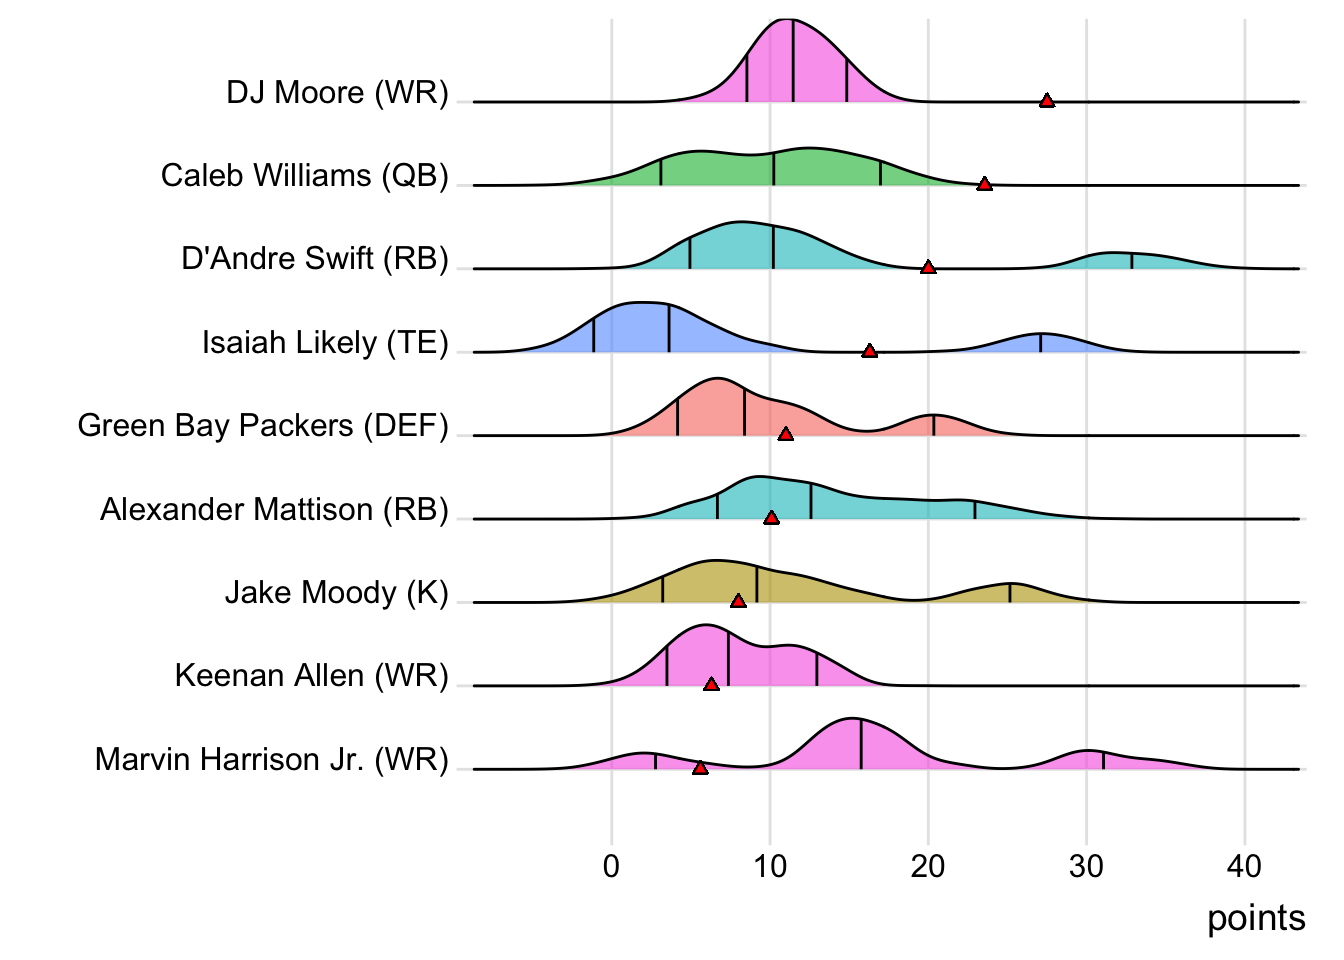 DJ Moore (WR)
Caleb Williams (QB)
D'Andre Swift (RB)
Isaiah Likely (TE)
Green Bay Packers (DEF)
Alexander Mattison (RB)
Jake Moody (K)
Keenan Allen (WR)
Marvin Harrison Jr. (WR)
0 10 20 30 40
points